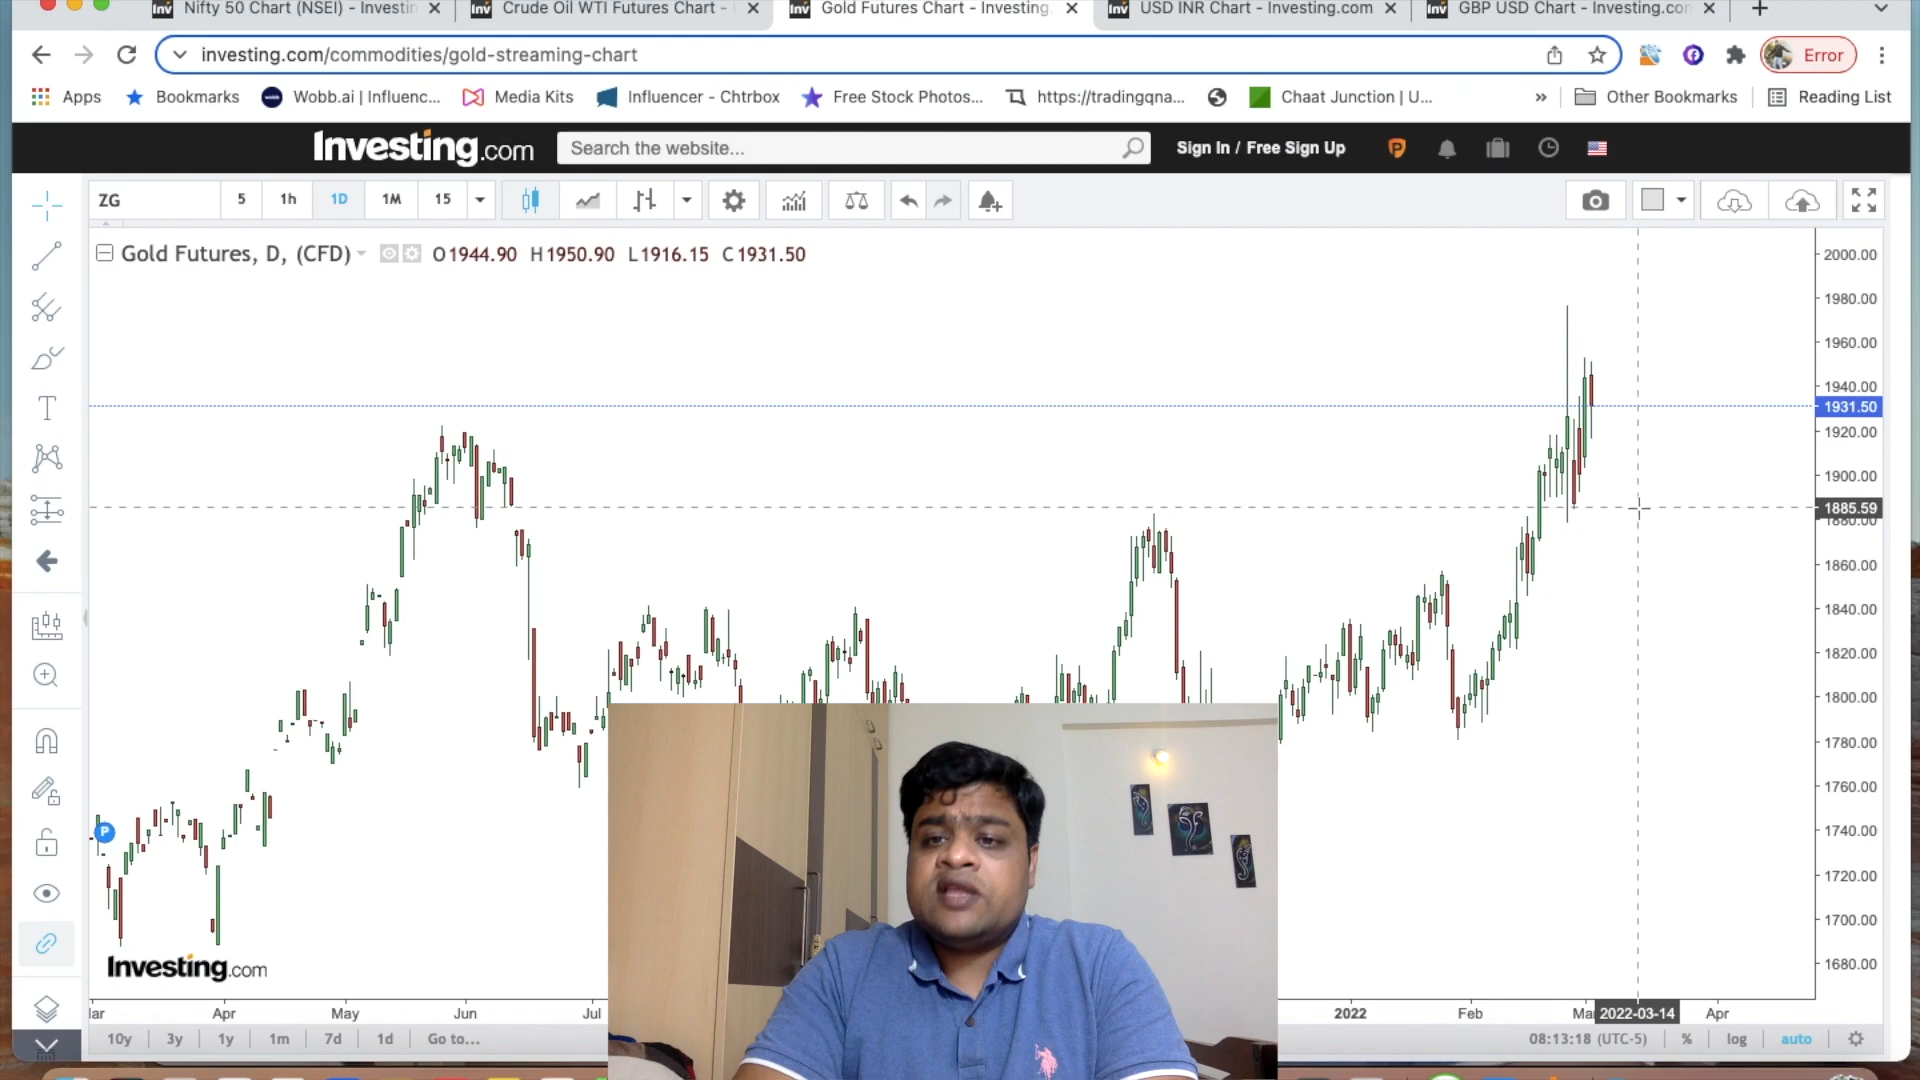 Nifty 50 Chart (NSEI) - Investin
Crude Oil WTI Futures Chart -
Gold Futures Chart - Investing.
USD INR Chart - Investing.com
GBP USD Chart - Investing.con
investing.com/commodities/gold-streaming-chart
Error
Apps Bookmarks Wobb.ai | Influenc... Media Kits Influencer - Chtrbox Free Stock Photos... https://tradingqna... Chaat Junction | U... » Other Bookmarks Reading List
Investing.com Search the website... Sign In / Free Sign Up
ZG 5 1h 1D 1M 15
Gold Futures, D, (CFD) O1944.90 H1950.90 L1916.15 C1931.50
2000.00
1980.00
1960.00
1940.00
1931.50
1920.00
1900.00
1885.59
1880.00
1860.00
1840.00
1820.00
1800.00
1780.00
1760.00
1740.00
1720.00
1700.00
1680.00
P
Investing.com
Apr May Jun Jul 2022 Feb 2022-03-14 Apr
10y 3y 1y 1m 7d 1d Go to... 08:13:18 (UTC-5) % log auto